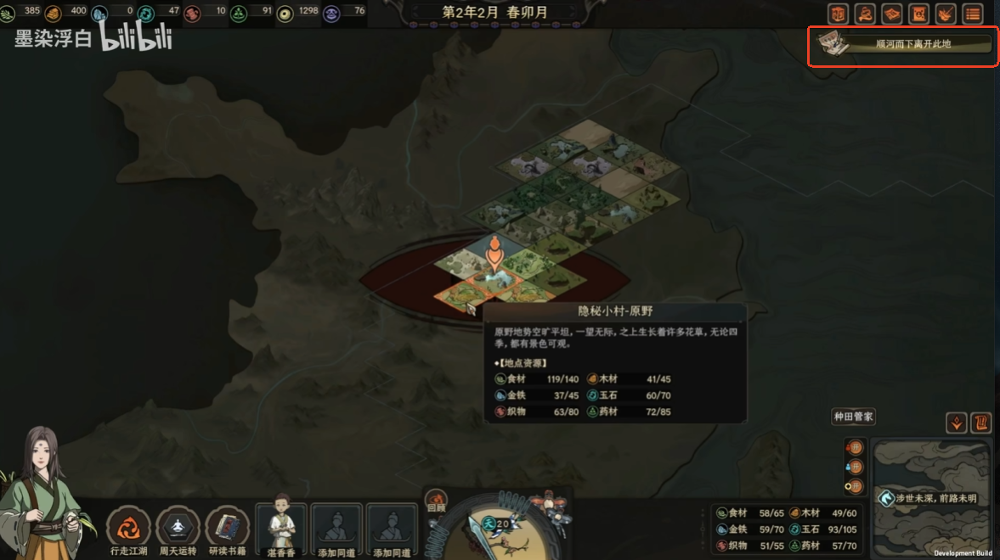 385 400 0 47 10 91 1298 76
第2年2月 春卯月
墨染浮白 bilibili
顺河而下离开此地
隐秘小村-原野
原野地势空旷平坦，一望无际，之上生长着许多花草，无论四
季，都有景色可观。
【地点资源】
食材 119/140 木材 41/45
金铁 37/45 玉石 60/70
织物 63/80 药材 72/85
种田管家
开
开
开
涉世未深，前路未明
回顾
天 20
行走江湖 周天运转 研读书籍 湛香香 添加同道 添加同道
食材 58/65 木材 49/60
金铁 59/70 玉石 93/105
织物 51/55 药材 57/70
Development Build